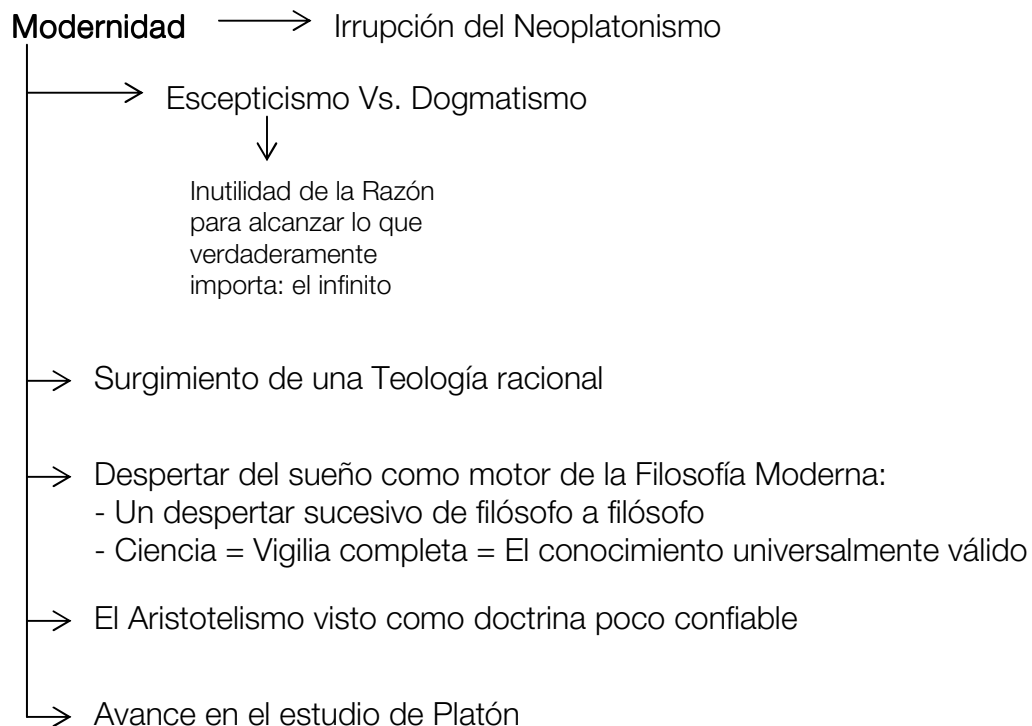 Modernidad Irrupción del Neoplatonismo
Escepticismo Vs. Dogmatismo
Inutilidad de la Razón
para alcanzar lo que
verdaderamente
importa: el infinito
Surgimiento de una Teología racional
Despertar del sueño como motor de la Filosofía Moderna:
- Un despertar sucesivo de filósofo a filósofo
- Ciencia = Vigilia completa = El conocimiento universalmente válido
El Aristotelismo visto como doctrina poco confiable
Avance en el estudio de Platón